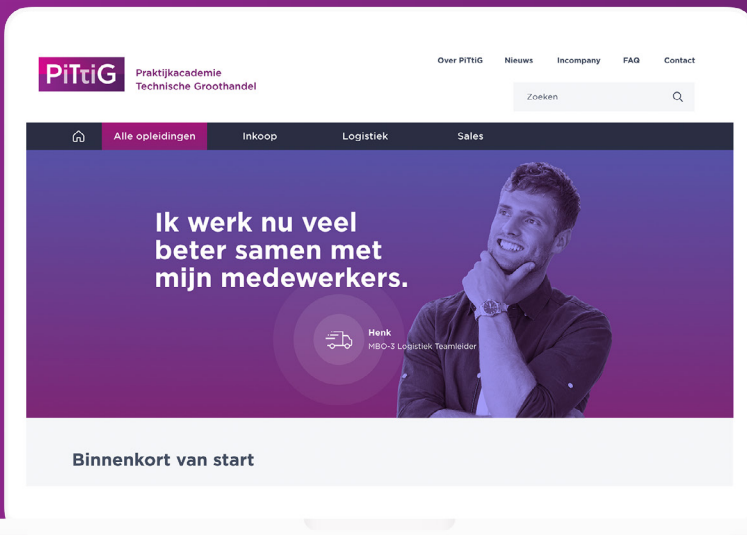 PiTtiG
Praktijkacademie
Technische Groothandel
Over PiTtiG
Nieuws
Incompany
FAQ
Contact
Zoeken
Alle opleidingen
Inkoop
Logistiek
Sales
Ik werk nu veel
beter samen met
mijn medewerkers.
Henk
MBO-3 Logistiek Teamleider
Binnenkort van start